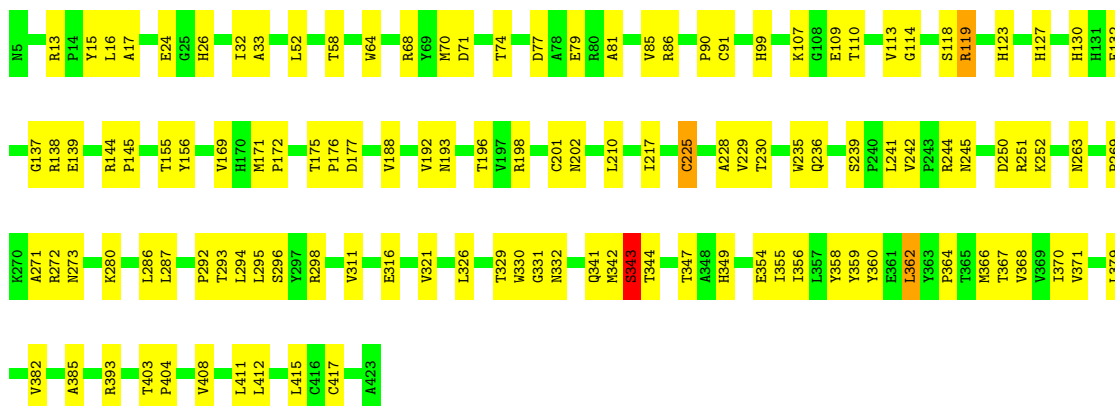 N5 R13 P14 Y15 L16 A17 E24 G25 H26 I32 A33 L52 T58 W64 R68 Y69 M70 D71 T74 D77 A78 E79 R80 A81 V85 R86 P90 C91 H99 K107 G108 E109 T110 V113 G114 S118 R119 H123 H127 H130 H131
G137 R138 E139 R144 P145 T155 Y156 V169 H170 M171 P172 T175 P176 D177 V188 V192 N193 T196 V197 R198 C201 N202 L210 I217 C225 A228 V229 T230 W235 Q236 S239 P240 L241 V242 P243 R244 N245 D250 R251 K252 N263
K270 A271 R272 N273 K280 L286 L287 P292 T293 L294 L295 S296 Y297 R298 V311 E316 V321 L326 T329 W330 G331 N332 Q341 M342 S343 T344 T347 A348 H349 E354 I355 I356 L357 Y358 Y359 Y360 E361 L362 Y363 P364 T365 M366 T367 V368 V369 I370 V371
V382 A385 R393 T403 P404 V408 L411 L412 L415 C416 C417 A423